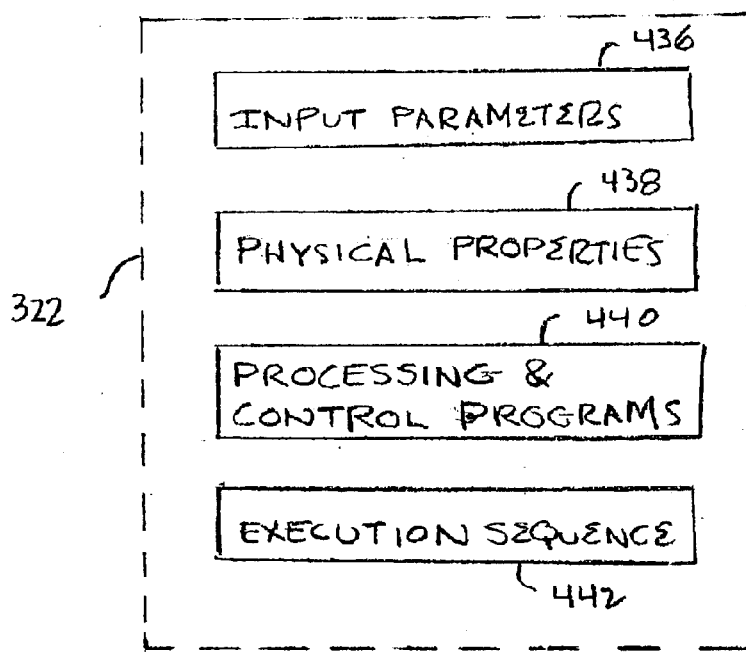 436
INPUT PARAMETERS
438
PHYSICAL PROPERTIES
322
440
PROCESSING &
CONTROL PROGRAMS
EXECUTION SEQUENCE
442